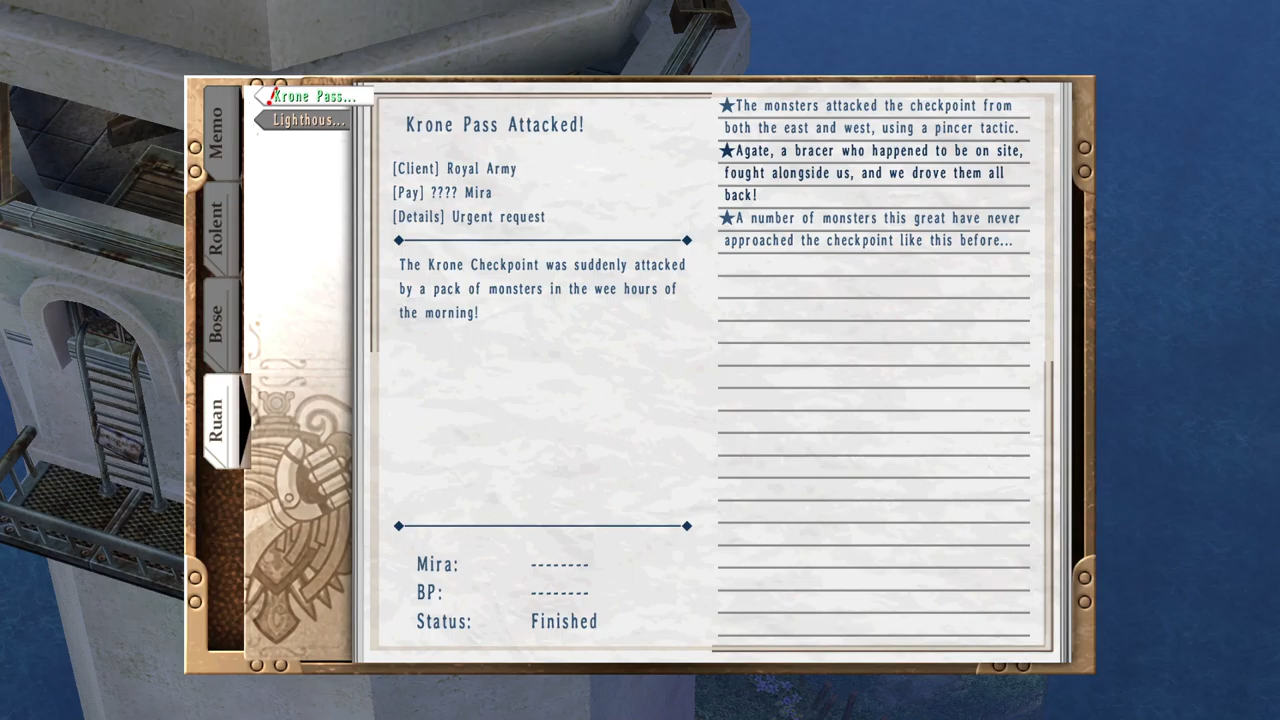 Memo
Rolent
Bose
Ruan
Krone Pass...
Lighthous...
Krone Pass Attacked!
[Client] Royal Army
[Pay] ???? Mira
[Details] Urgent request
The Krone Checkpoint was suddenly attacked
by a pack of monsters in the wee hours of
the morning!
Mira: --------
BP: --------
Status: Finished
★The monsters attacked the checkpoint from
both the east and west, using a pincer tactic.
★Agate, a bracer who happened to be on site,
fought alongside us, and we drove them all
back!
★A number of monsters this great have never
approached the checkpoint like this before...